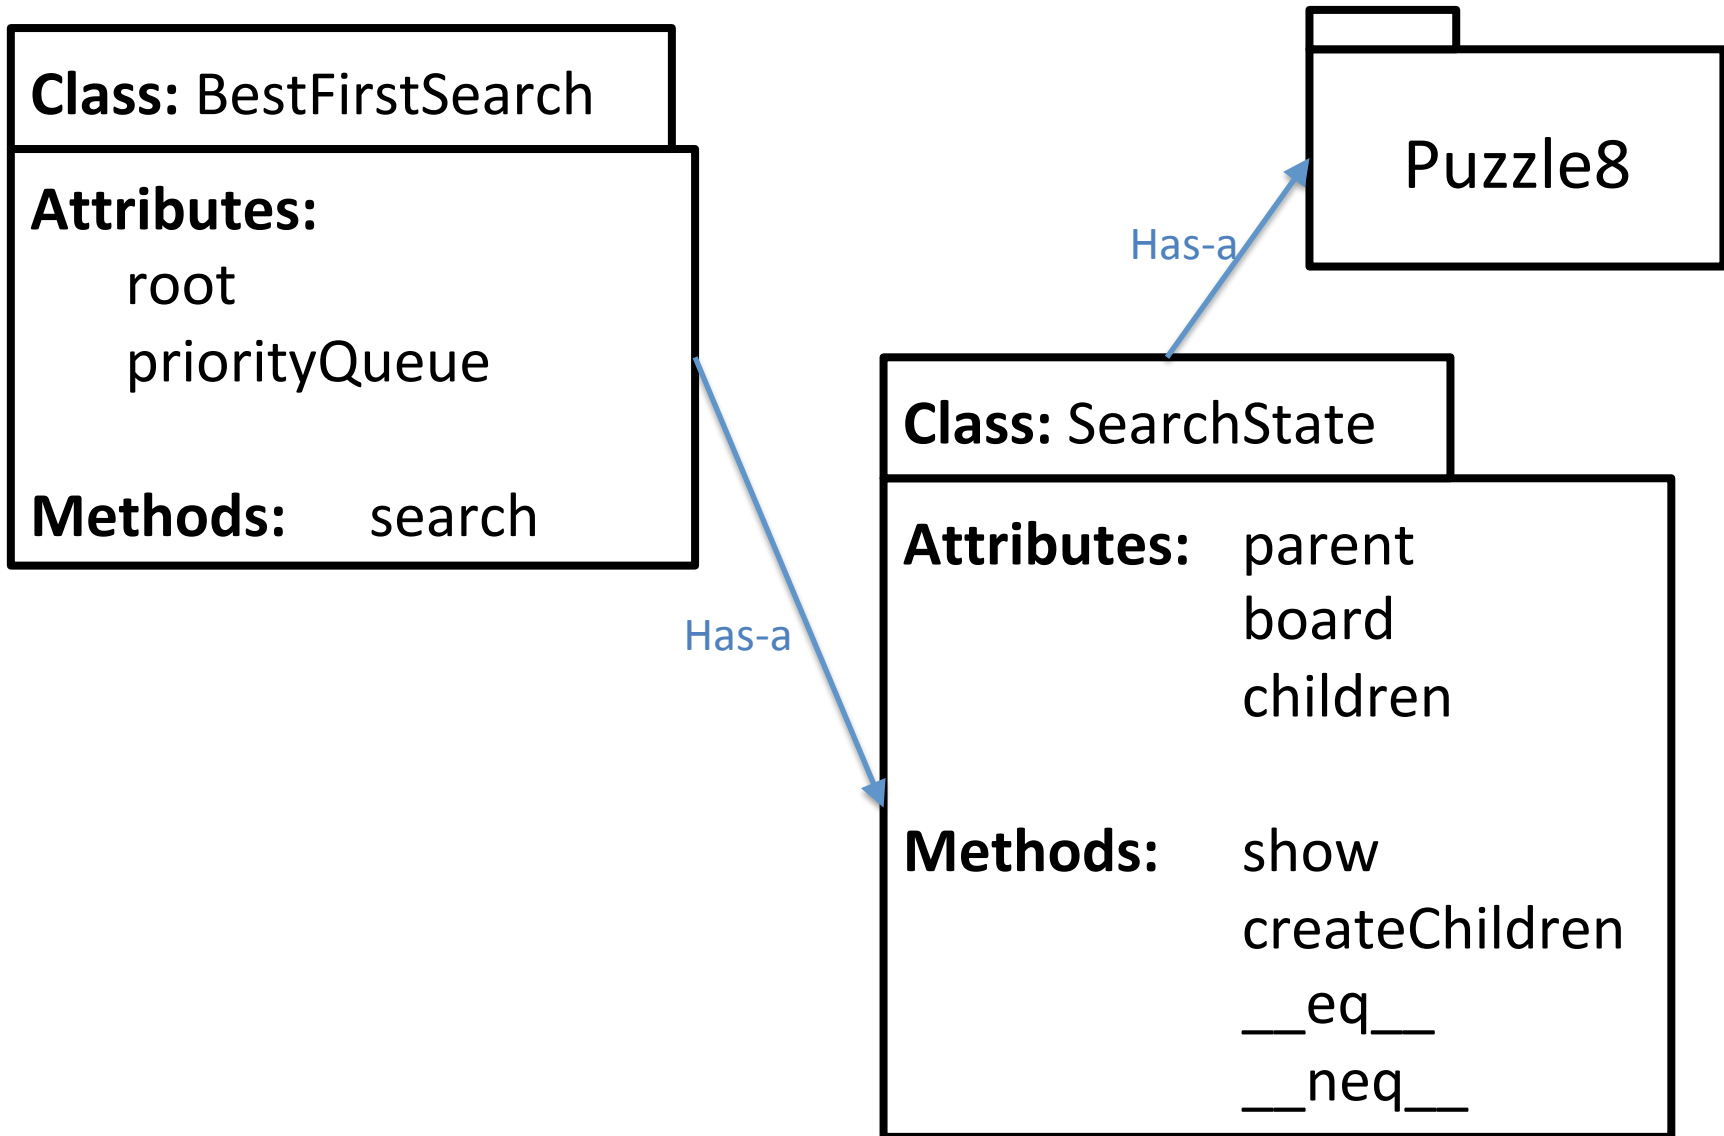 Class: BestFirstSearch
Attributes:
root
priorityQueue
Methods: search
Has-a
Puzzle8
Has-a
Class: SearchState
Attributes: parent
board
children
Methods: show
createChildren
__eq__
__neq__